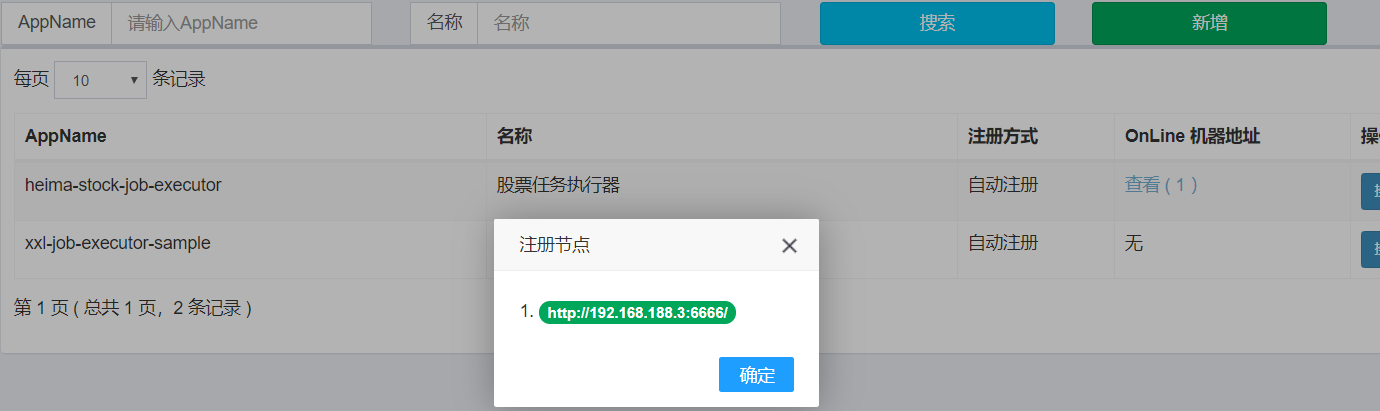 AppName 请输入AppName 名称 名称 搜索 新增
每页 10 条记录
AppName 名称 注册方式 OnLine 机器地址
heima-stock-job-executor 股票任务执行器 自动注册 查看 ( 1 )
xxl-job-executor-sample 自动注册 无
第 1 页 ( 总共 1 页，2 条记录 )
注册节点
1. http://192.168.188.3:6666/
确定